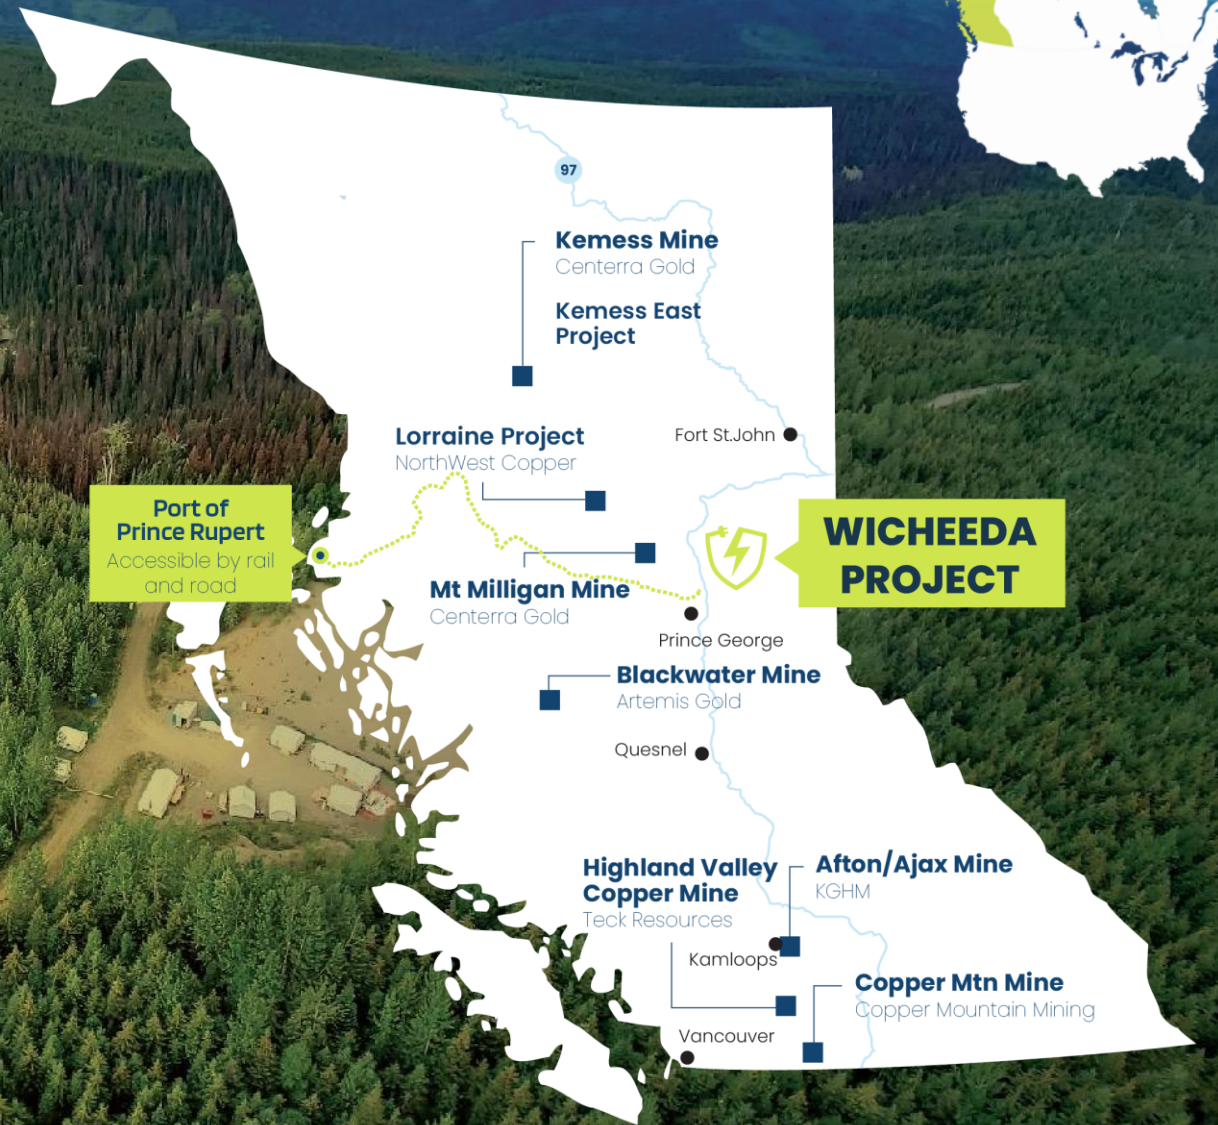 97
Kemess Mine
Centerra Gold
Kemess East
Project
Fort St.John
Lorraine Project
NorthWest Copper
Port of
Prince Rupert
Accessible by rail
and road
WICHEEDA
PROJECT
Mt Milligan Mine
Centerra Gold
Prince George
Blackwater Mine
Artemis Gold
Quesnel
Highland Valley
Copper Mine
Teck Resources
Afton/Ajax Mine
KGHM
Kamloops
Copper Mtn Mine
Copper Mountain Mining
Vancouver